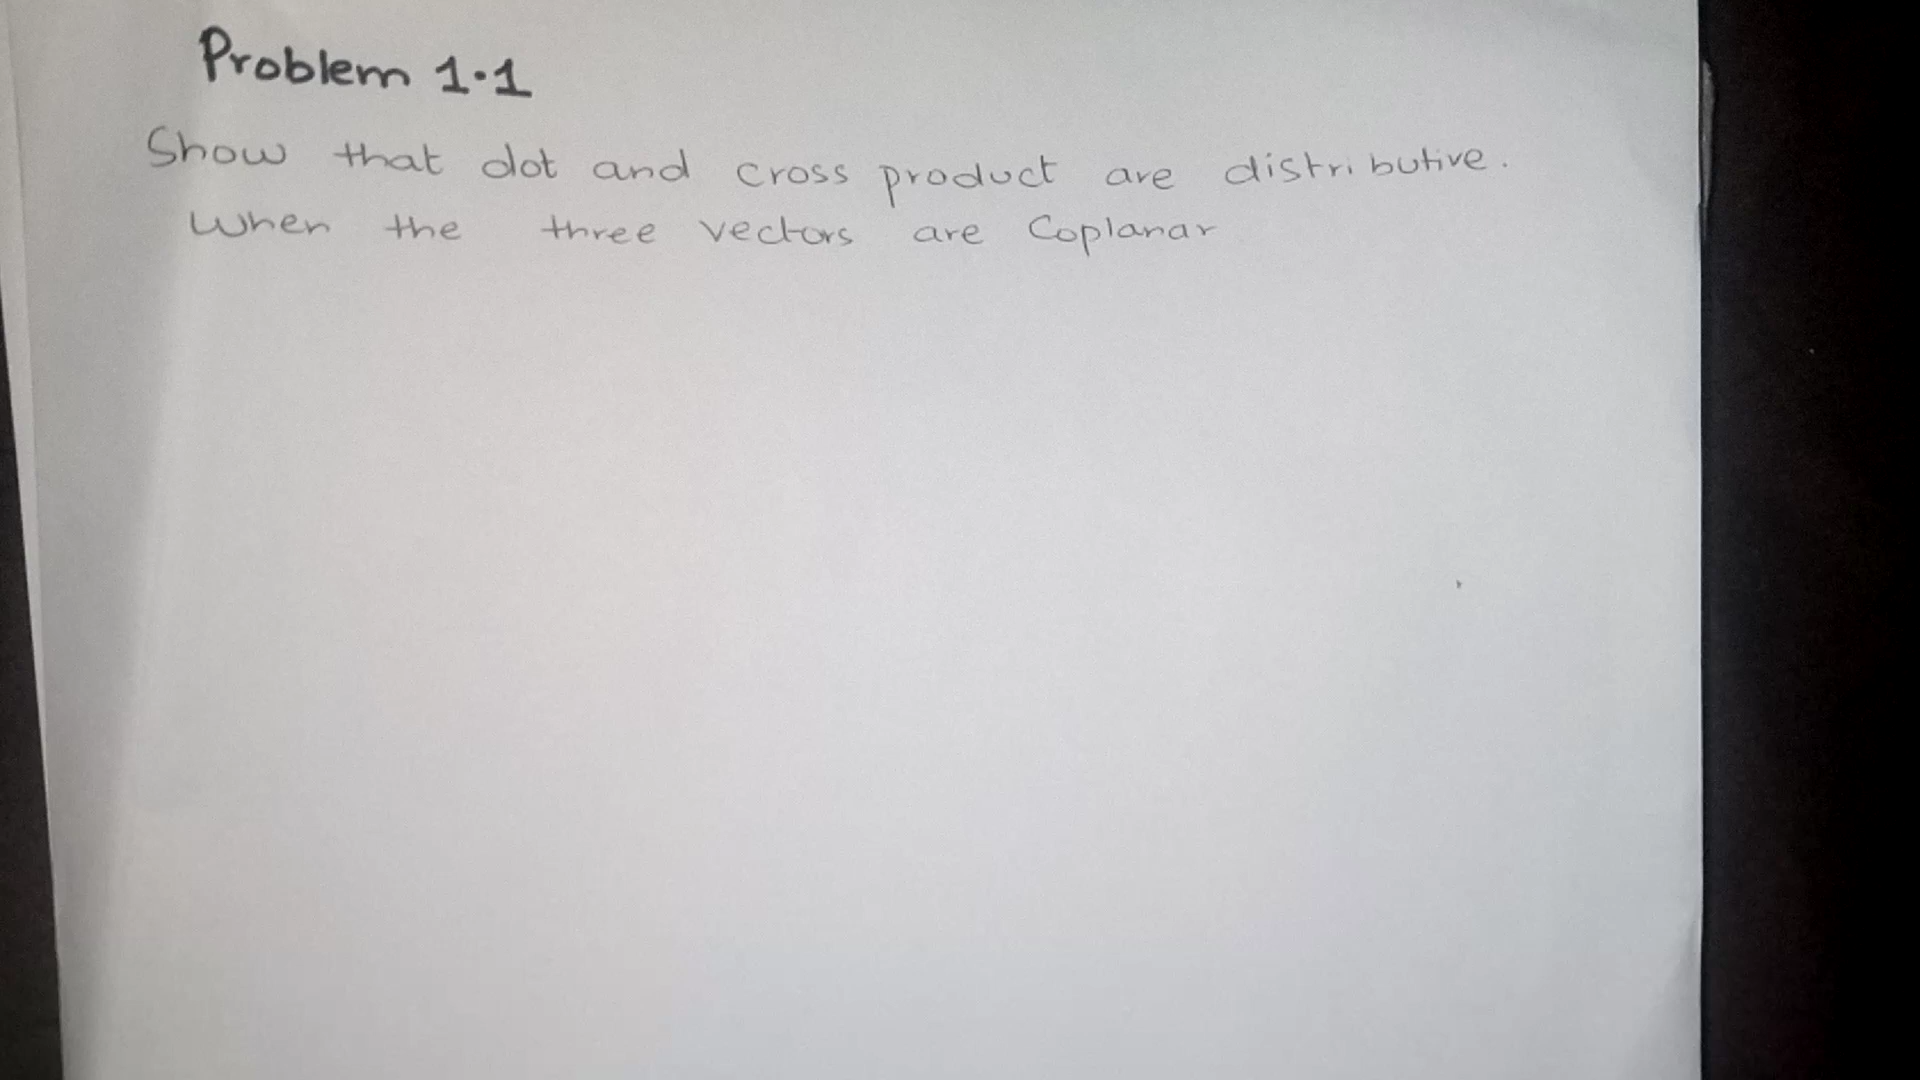 Problem 1.1
Show that dot and cross product are distributive.
When the three vectors are Coplanar